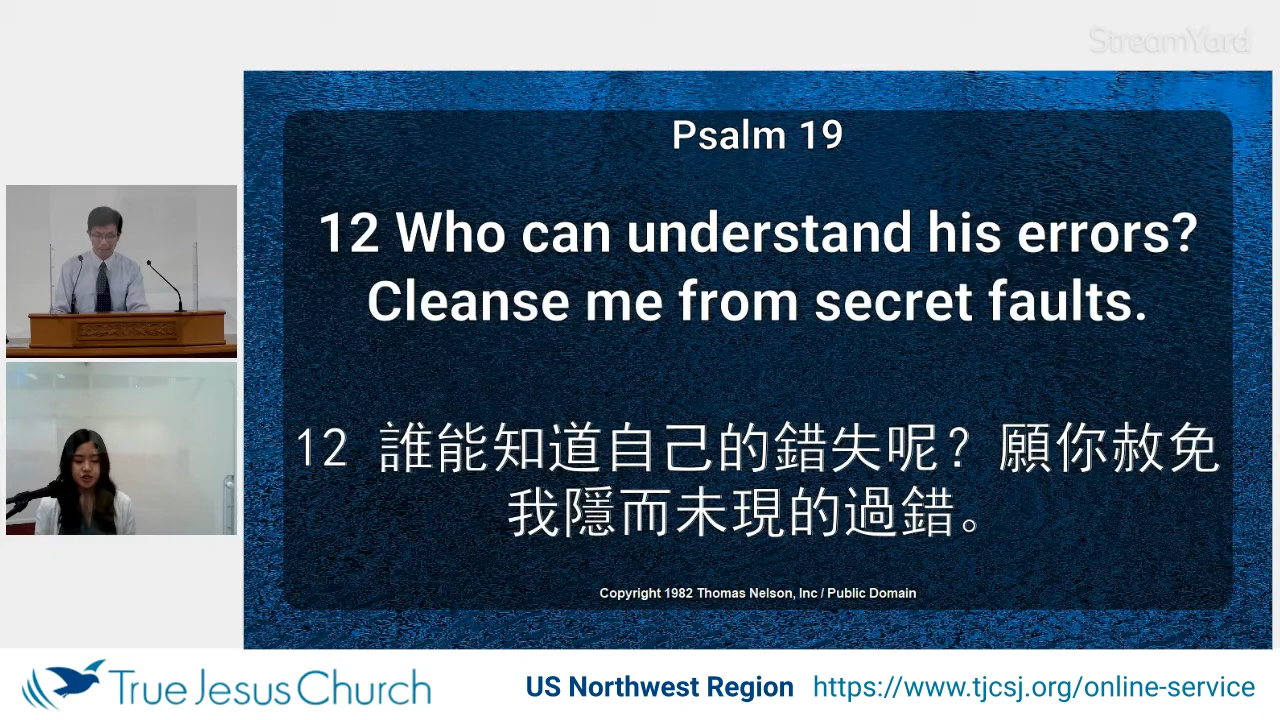 StreamYard
Psalm 19
12 Who can understand his errors?
Cleanse me from secret faults.
12 誰能知道自己的錯失呢？願你赦免
我隱而未現的過錯。
Copyright 1982 Thomas Nelson, Inc / Public Domain
True Jesus Church
US Northwest Region https://www.tjcsj.org/online-service